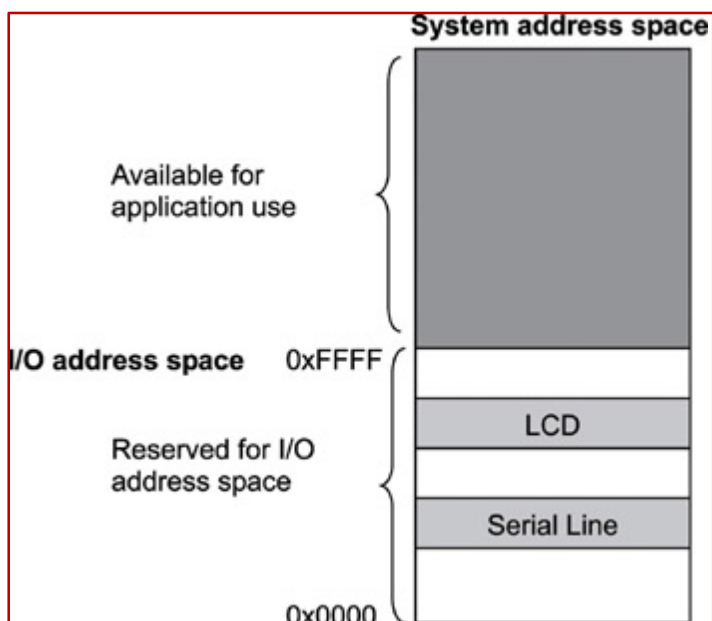 System address space
Available for
application use
I/O address space 0xFFFF
LCD
Reserved for I/O
address space
Serial Line
0x0000